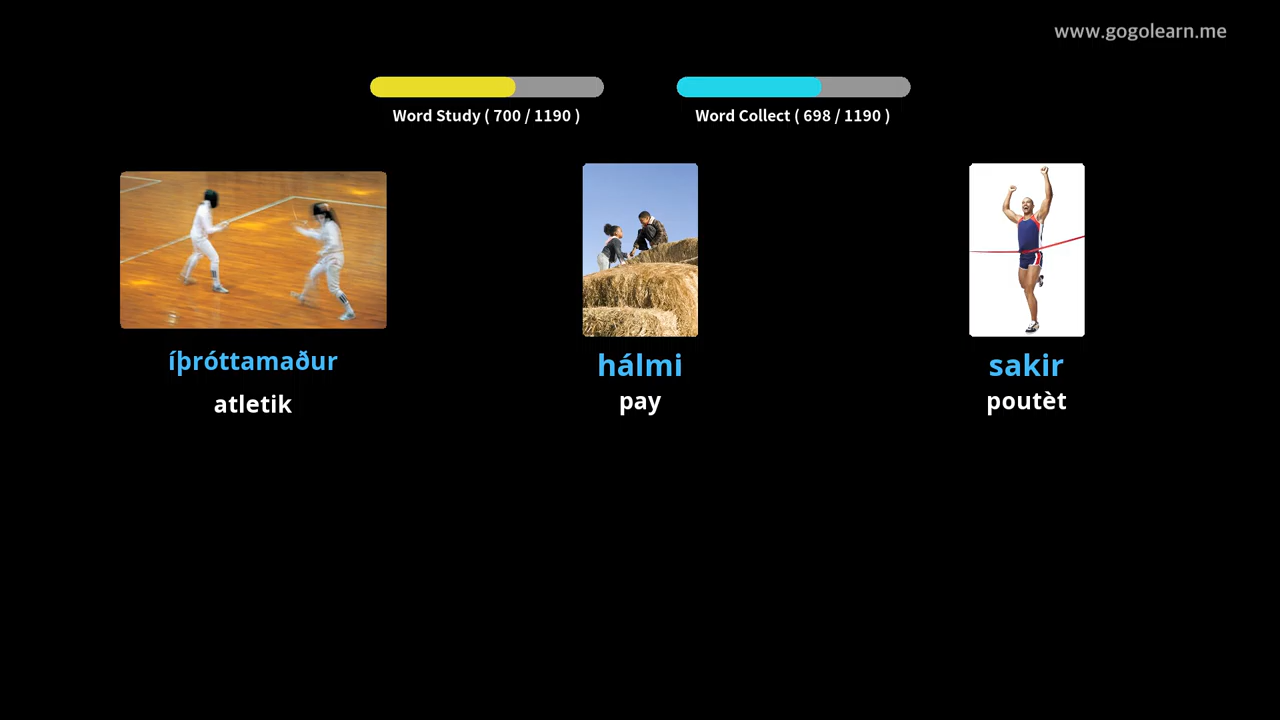 www.gogolearn.me
Word Study ( 700 / 1190 )
Word Collect ( 698 / 1190 )
íþróttamaður
atletik
hálmi
pay
sakir
poutèt